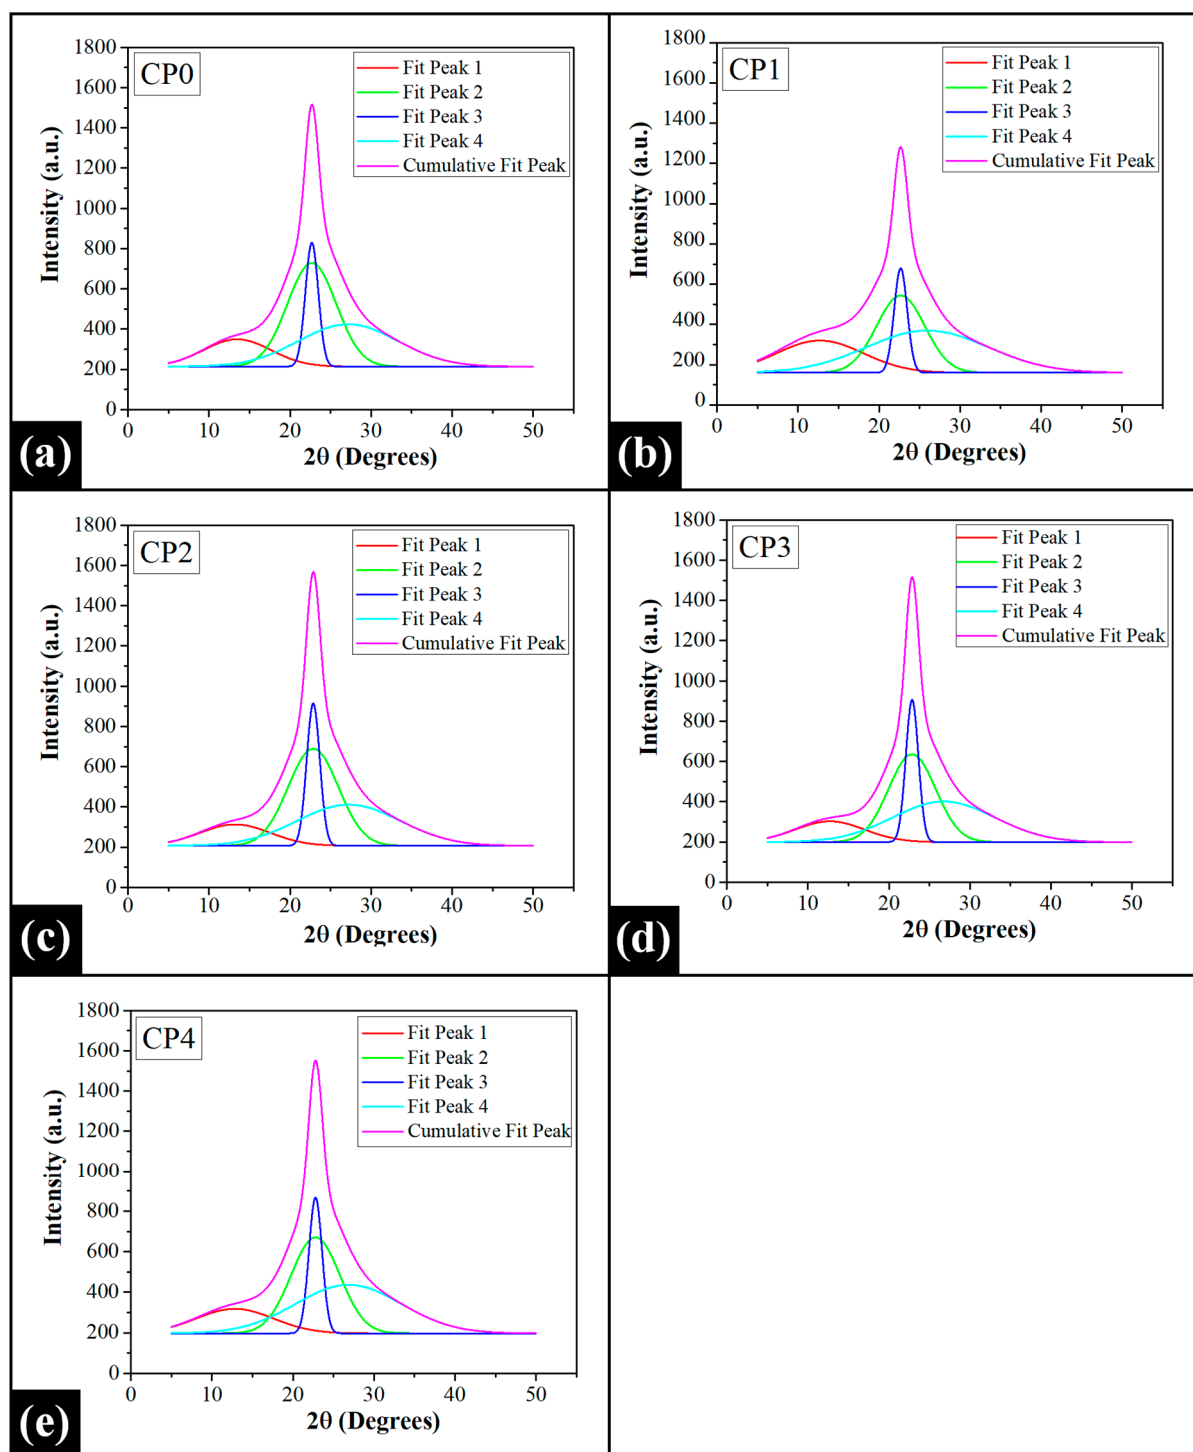 CP0
Fit Peak 1
Fit Peak 2
Fit Peak 3
Fit Peak 4
Cumulative Fit Peak
Intensity (a.u.)
1800
1600
1400
1200
1000
800
600
400
200
0
0 10 20 30 40 50
2θ (Degrees)
(a)
CP1
Fit Peak 1
Fit Peak 2
Fit Peak 3
Fit Peak 4
Cumulative Fit Peak
Intensity (a.u.)
1800
1600
1400
1200
1000
800
600
400
200
0
0 10 20 30 40 50
2θ (Degrees)
(b)
CP2
Fit Peak 1
Fit Peak 2
Fit Peak 3
Fit Peak 4
Cumulative Fit Peak
Intensity (a.u.)
1800
1600
1400
1200
1000
800
600
400
200
0
0 10 20 30 40 50
2θ (Degrees)
(c)
CP3
Fit Peak 1
Fit Peak 2
Fit Peak 3
Fit Peak 4
Cumulative Fit Peak
Intensity (a.u.)
1800
1600
1400
1200
1000
800
600
400
200
0
0 10 20 30 40 50
2θ (Degrees)
(d)
CP4
Fit Peak 1
Fit Peak 2
Fit Peak 3
Fit Peak 4
Cumulative Fit Peak
Intensity (a.u.)
1800
1600
1400
1200
1000
800
600
400
200
0
0 10 20 30 40 50
2θ (Degrees)
(e)